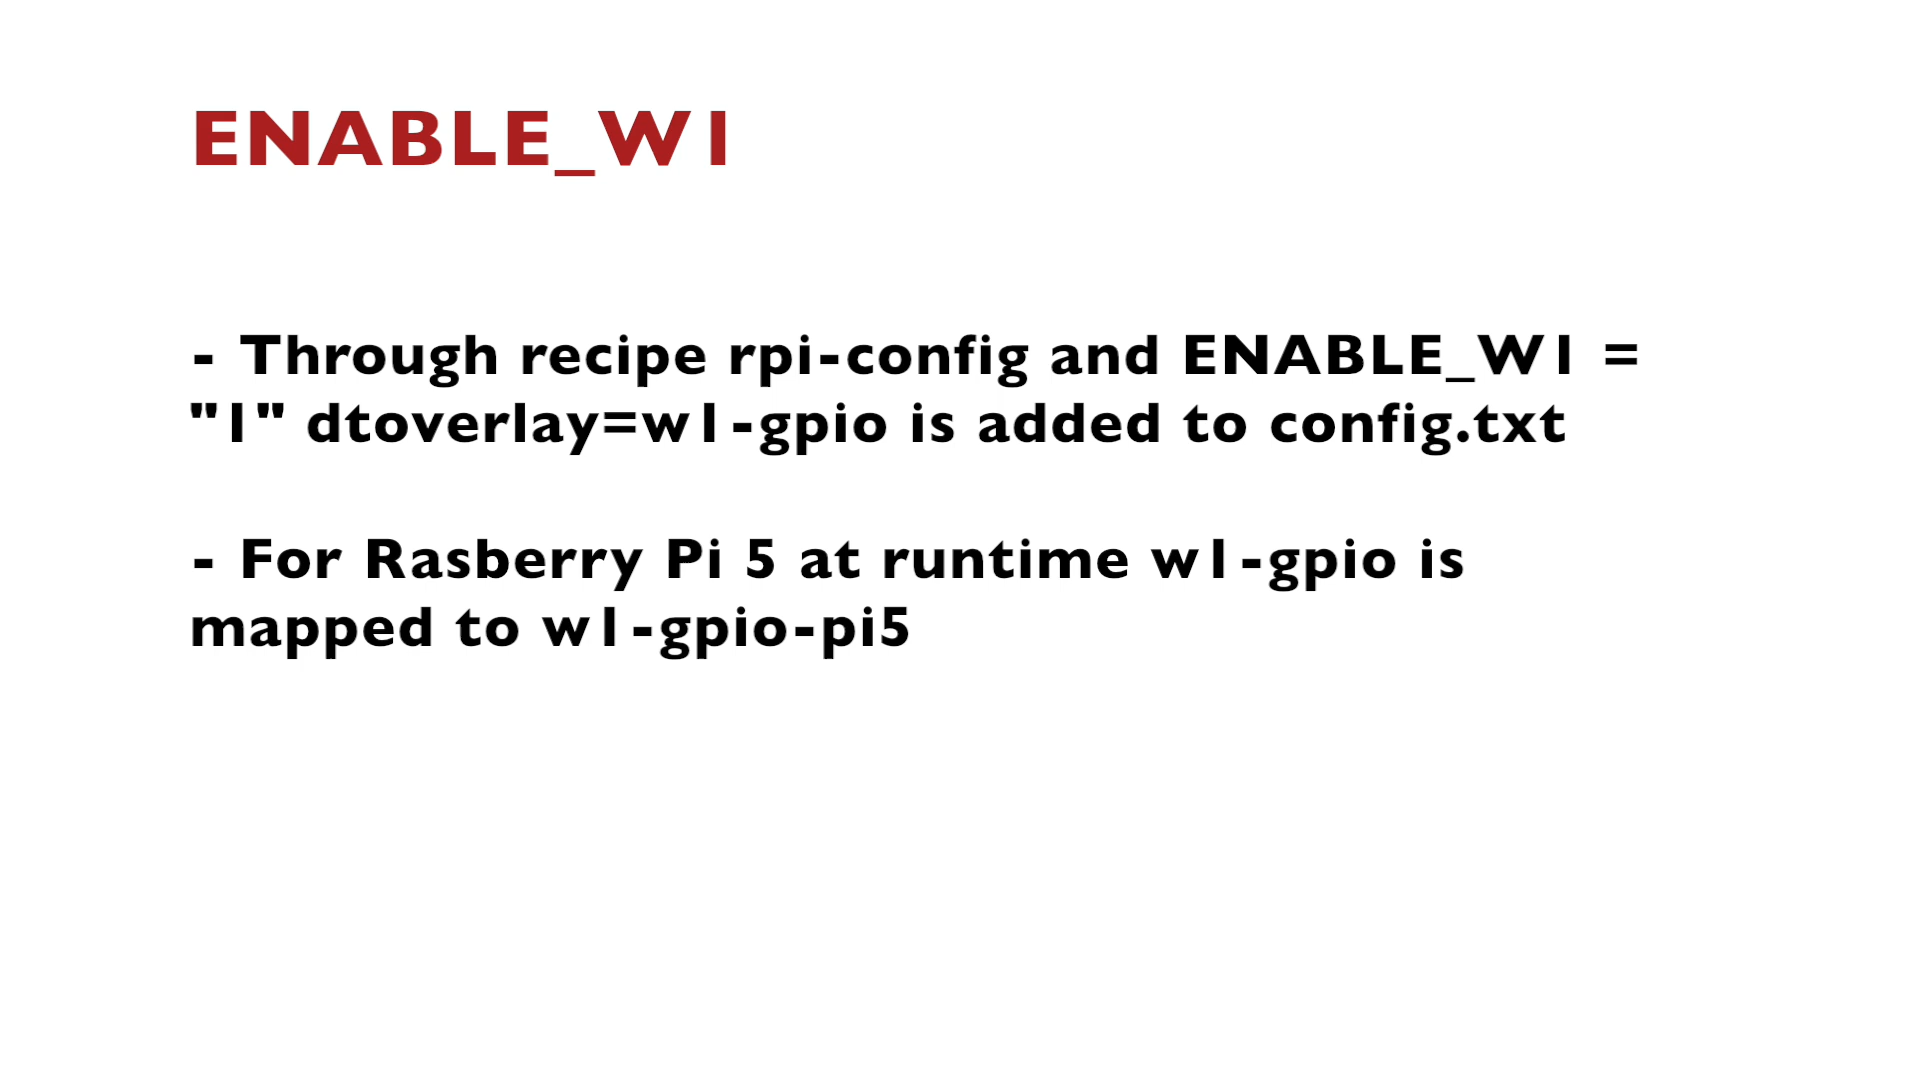 ENABLE_W1
- Through recipe rpi-config and ENABLE_W1 =
"1" dtoverlay=w1-gpio is added to config.txt
- For Rasberry Pi 5 at runtime w1-gpio is
mapped to w1-gpio-pi5